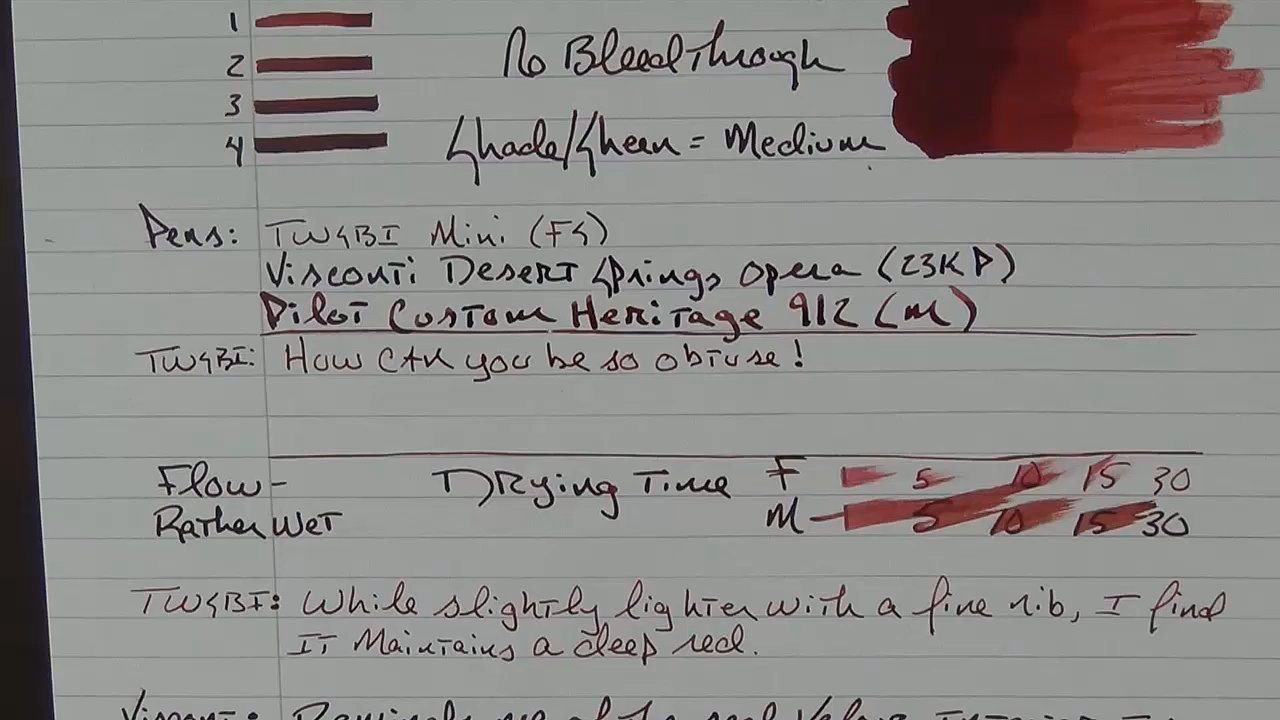 1
2
3
4
No Bleed Through
Shade/Sheen = Medium
Pens: TWSBI Mini (FS)
Visconti Desert Springs Opera (23KP)
Pilot Custom Heritage 912 (M)
TWSBI: How can you be so obtuse!
Flow - Drying Time F 5 10 15 30
Rather Wet M 5 10 15 30
TWSBI: While slightly lighter with a fine nib, I find
It maintains a deep red.